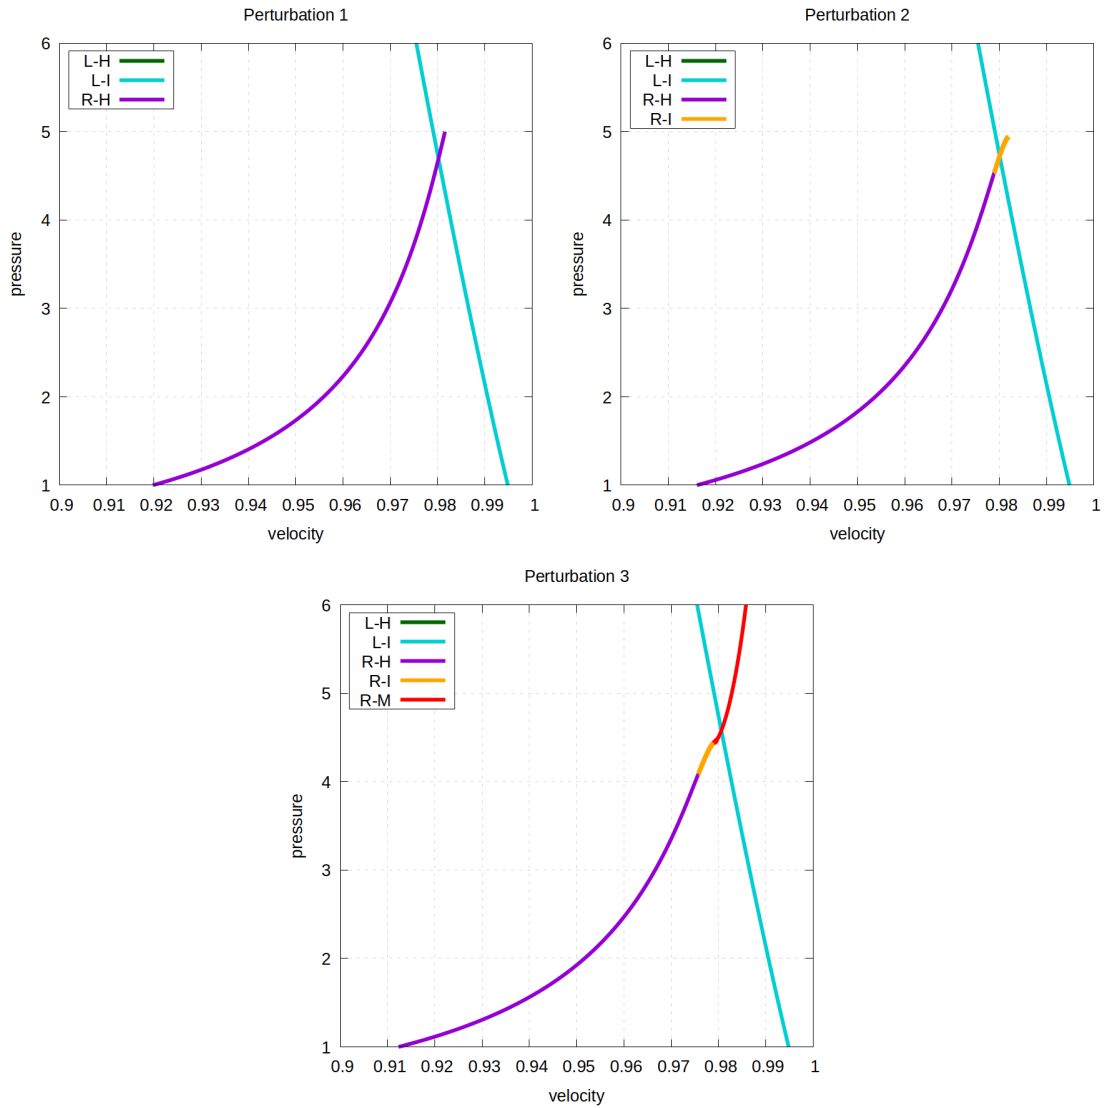 Perturbation 1
L-H
L-I
R-H
6
5
4
3
2
1
pressure
0.9 0.91 0.92 0.93 0.94 0.95 0.96 0.97 0.98 0.99 1
velocity
Perturbation 2
L-H
L-I
R-H
R-I
6
5
4
3
2
1
pressure
0.9 0.91 0.92 0.93 0.94 0.95 0.96 0.97 0.98 0.99 1
velocity
Perturbation 3
L-H
L-I
R-H
R-I
R-M
6
5
4
3
2
1
pressure
0.9 0.91 0.92 0.93 0.94 0.95 0.96 0.97 0.98 0.99 1
velocity